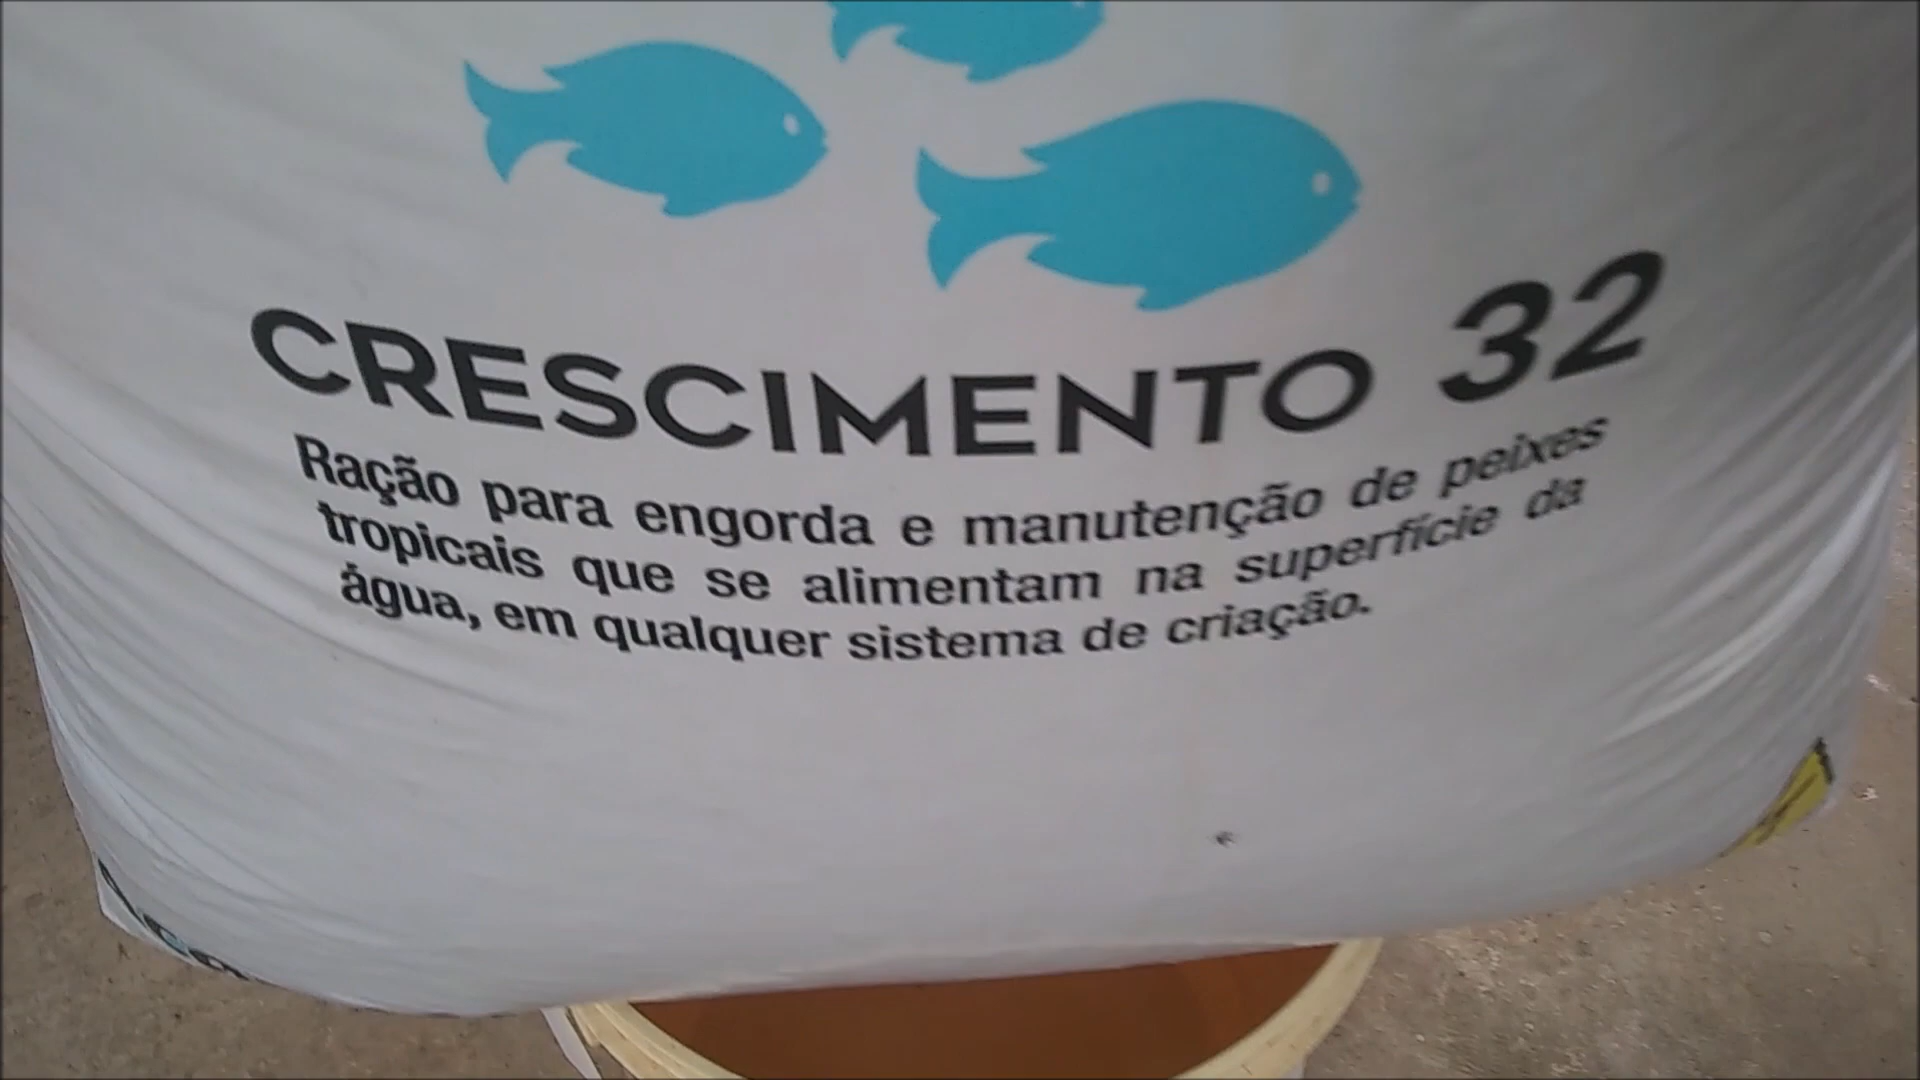 CRESCIMENTO 32
Ração para engorda e manutenção de peixes
tropicais que se alimentam na superfície da
água, em qualquer sistema de criação.